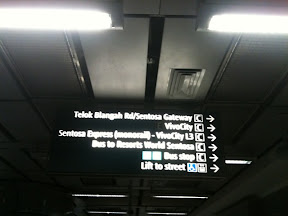 Telok Blangah Rd/Sentosa Gateway C →
VivoCity C →
Sentosa Express (monorail) - VivoCity L3 C →
Bus to Resorts World Sentosa C →
Bus stop C →
Lift to street →